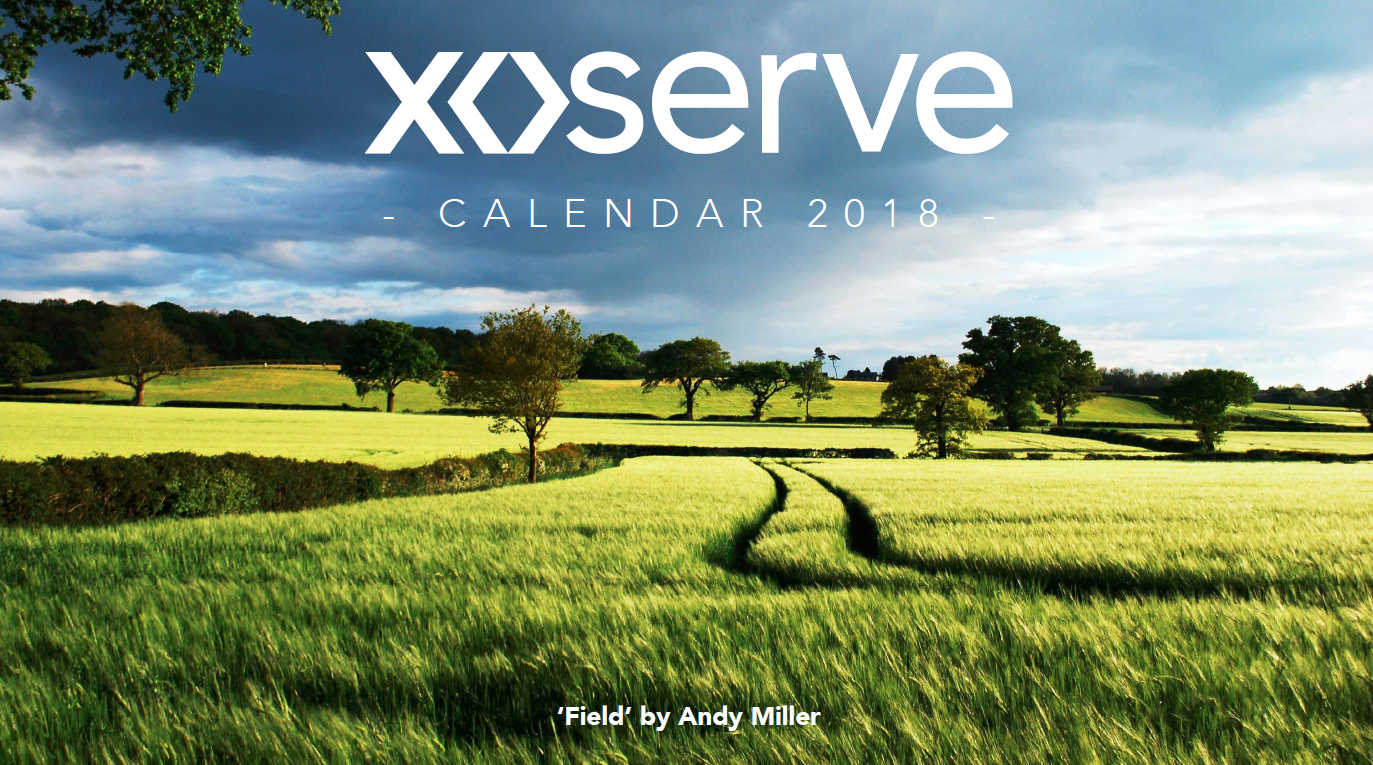 xoserve
- CALENDAR 2018 -
‘Field’ by Andy Miller